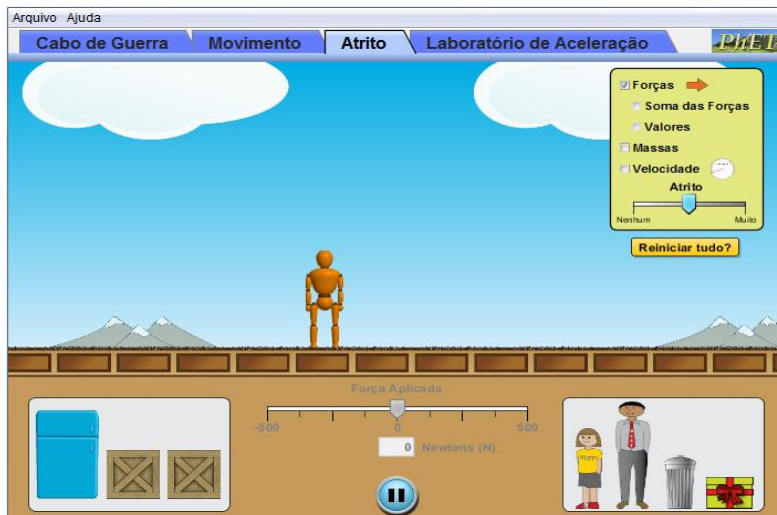 Arquivo Ajuda
Cabo de Guerra Movimento Atrito Laboratório de Aceleração PhET
Forças
Soma das Forças
Valores
Massas
Velocidade
Atrito
Nenhum Muito
Reiniciar tudo?
Força Aplicada
-500 0 500
0 Newtons (N)